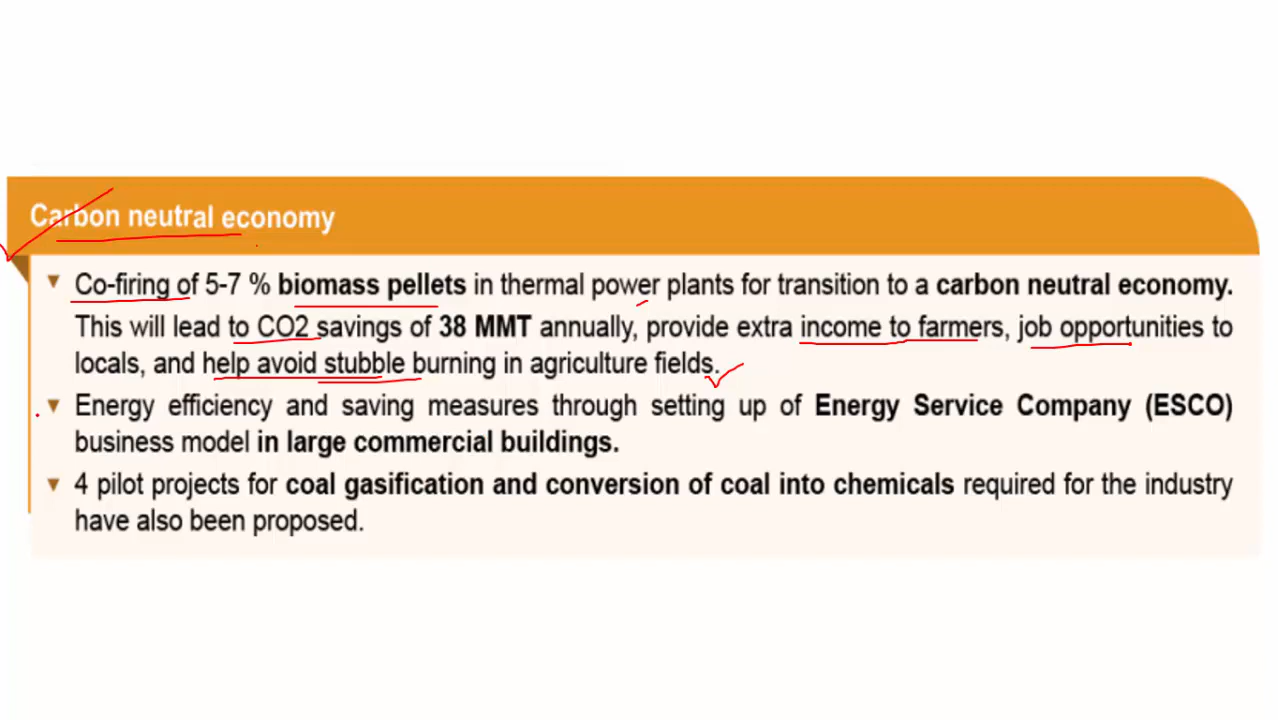 Carbon neutral economy
Co-firing of 5-7 % biomass pellets in thermal power plants for transition to a carbon neutral economy.
This will lead to CO2 savings of 38 MMT annually, provide extra income to farmers, job opportunities to
locals, and help avoid stubble burning in agriculture fields.
Energy efficiency and saving measures through setting up of Energy Service Company (ESCO)
business model in large commercial buildings.
4 pilot projects for coal gasification and conversion of coal into chemicals required for the industry
have also been proposed.